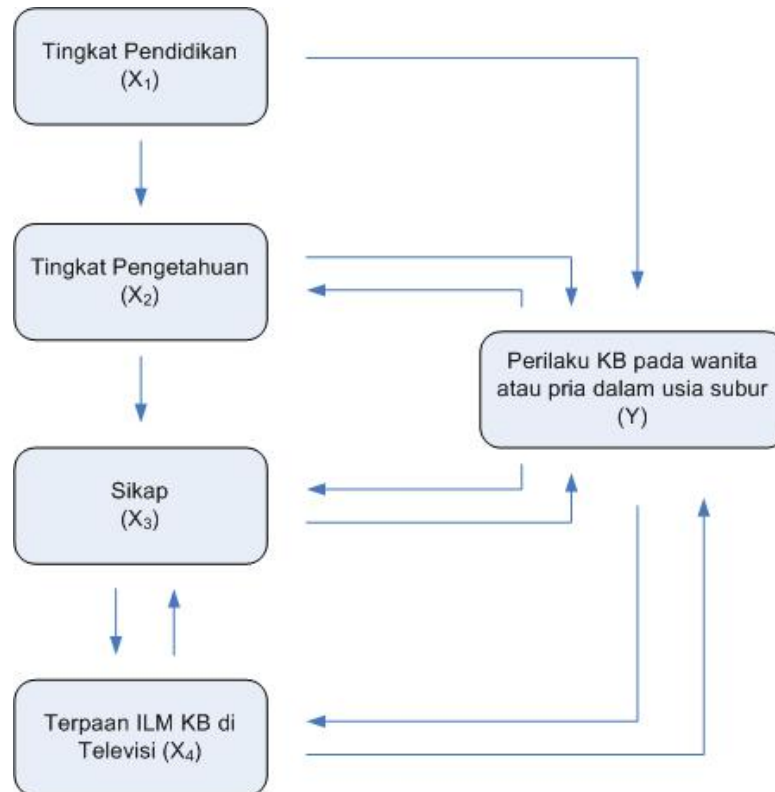 Tingkat Pendidikan
(X₁)
Tingkat Pengetahuan
(X₂)
Perilaku KB pada wanita
atau pria dalam usia subur
(Y)
Sikap
(X₃)
Terpaan ILM KB di
Televisi (X₄)